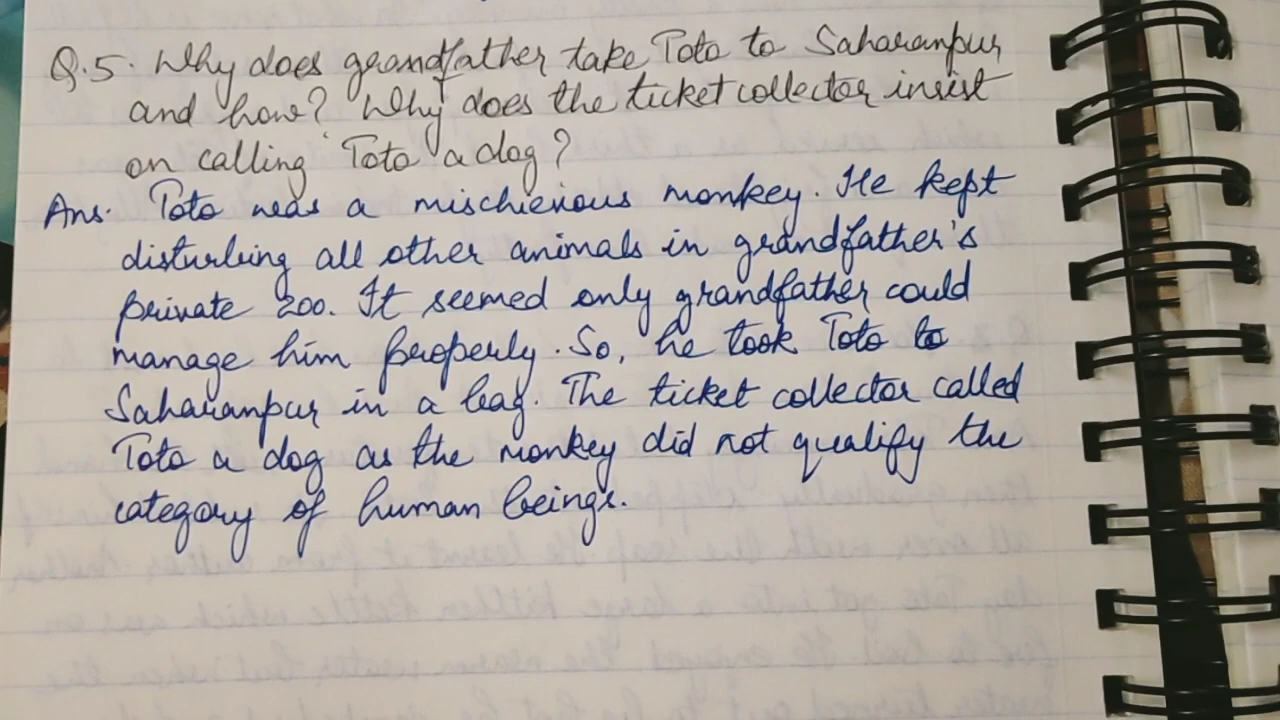 Q.5. Why does grandfather take Toto to Saharanpur
and how? Why does the ticket collector insist
on calling Toto a dog?
Ans. Toto was a mischievous monkey. He kept
disturbing all other animals in grandfather's
private zoo. It seemed only grandfather could
manage him properly. So, he took Toto to
Saharanpur in a bag. The ticket collector called
Toto a dog as the monkey did not qualify the
category of human beings.